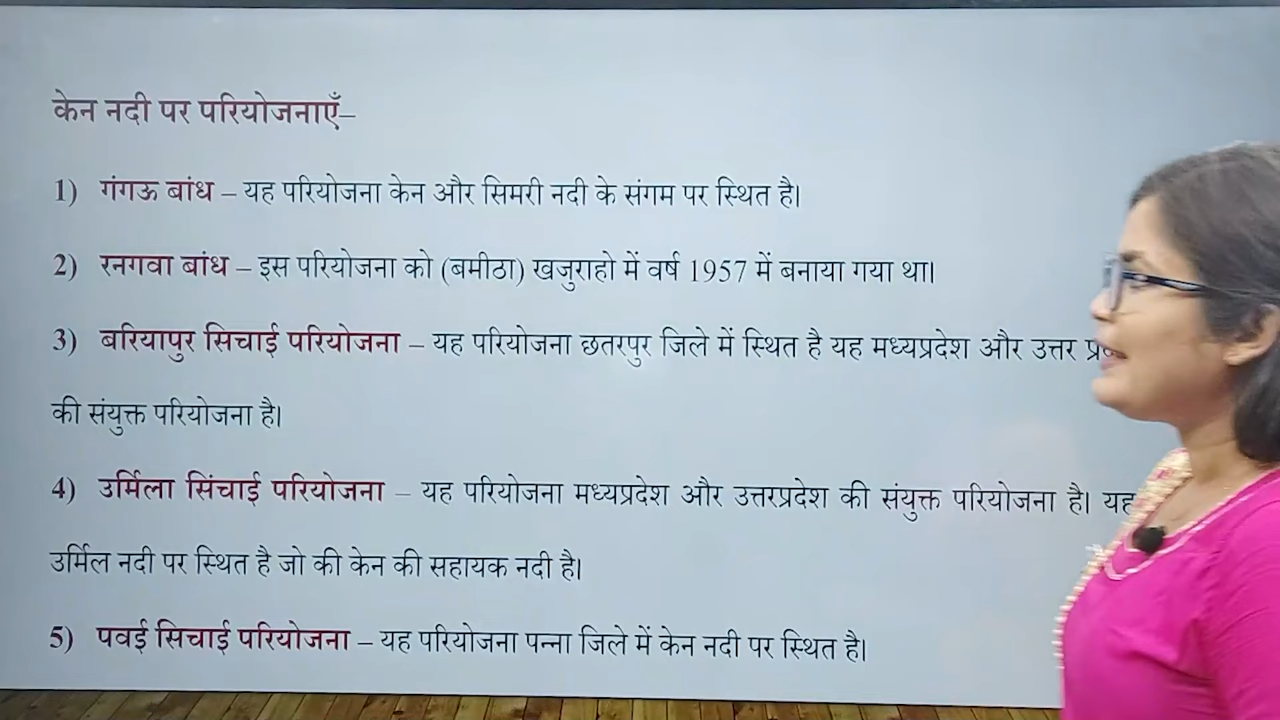 केन नदी पर परियोजनाएँ–
1) गंगऊ बांध – यह परियोजना केन और सिमरी नदी के संगम पर स्थित है।
2) रनगवा बांध – इस परियोजना को (बमीठा) खजुराहो में वर्ष 1957 में बनाया गया था।
3) बरियापुर सिचाई परियोजना – यह परियोजना छतरपुर जिले में स्थित है यह मध्यप्रदेश और उत्तर
की संयुक्त परियोजना है।
4) उर्मिला सिंचाई परियोजना – यह परियोजना मध्यप्रदेश और उत्तरप्रदेश की संयुक्त परियोजना है। यह
उर्मिल नदी पर स्थित है जो की केन की सहायक नदी है।
5) पवई सिचाई परियोजना – यह परियोजना पन्ना जिले में केन नदी पर स्थित है।